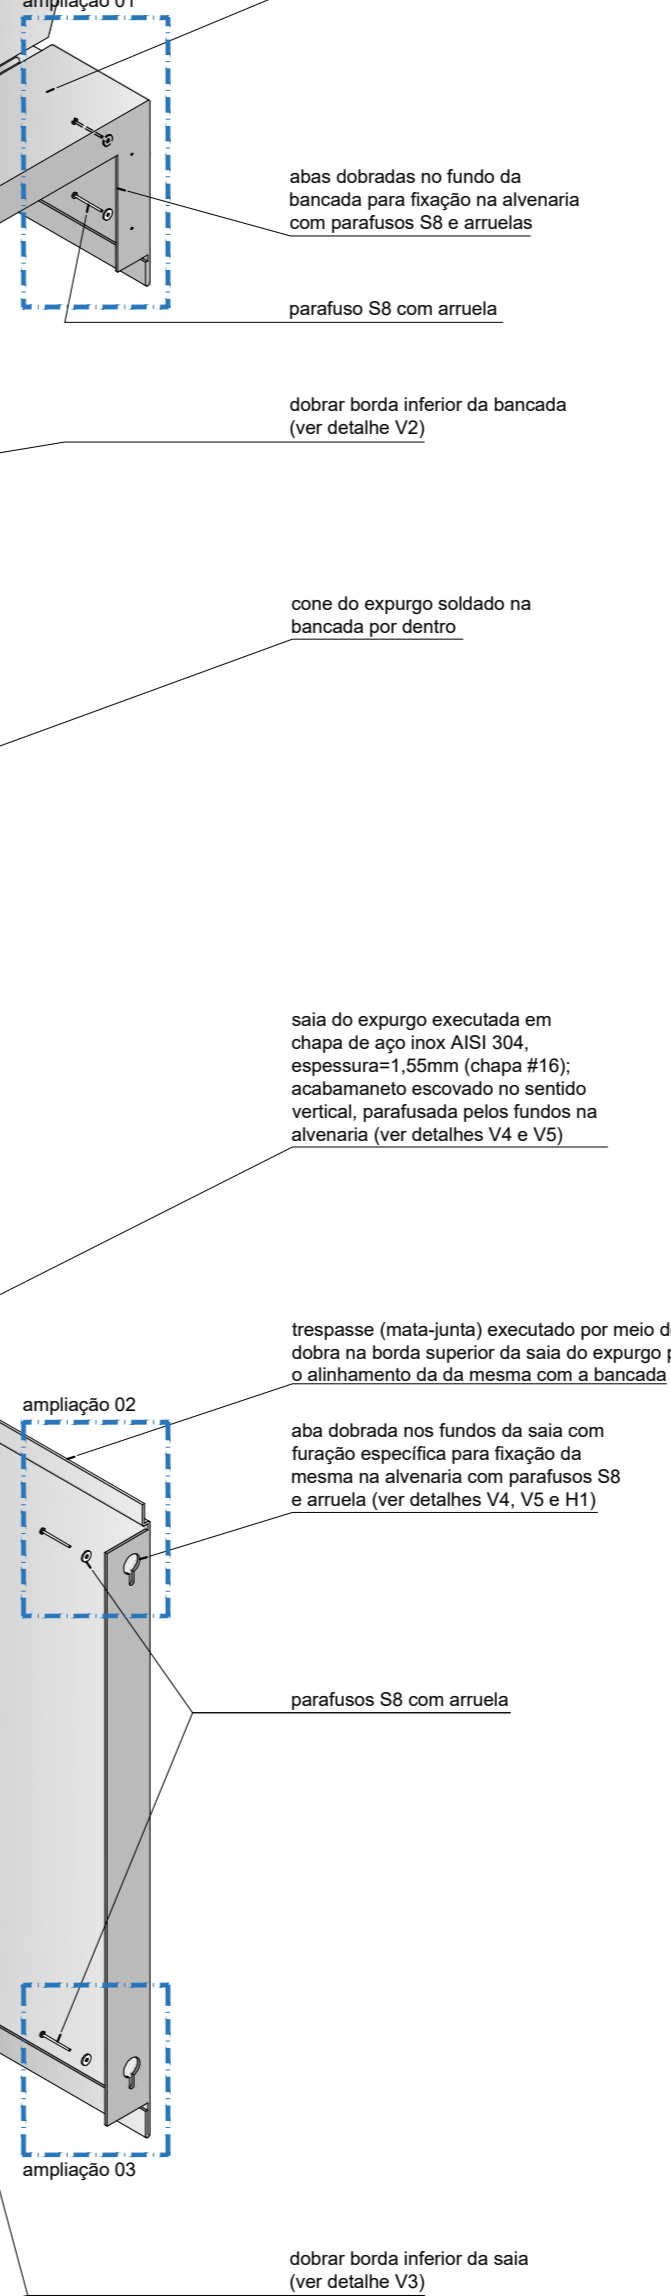 ampliação 01
abas dobradas no fundo da
bancada para fixação na alvenaria
com parafusos S8 e arruelas
parafuso S8 com arruela
dobrar borda inferior da bancada
(ver detalhe V2)
cone do expurgo soldado na
bancada por dentro
saia do expurgo executada em
chapa de aço inox AISI 304,
espessura=1,55mm (chapa #16);
acabamaneto escovado no sentido
vertical, parafusada pelos fundos na
alvenaria (ver detalhes V4 e V5)
trespasse (mata-junta) executado por meio
dobra na borda superior da saia do expurgo
o alinhamento da da mesma com a bancada
ampliação 02
aba dobrada nos fundos da saia com
furação específica para fixação da
mesma na alvenaria com parafusos S8
e arruela (ver detalhes V4, V5 e H1)
parafusos S8 com arruela
ampliação 03
dobrar borda inferior da saia
(ver detalhe V3)